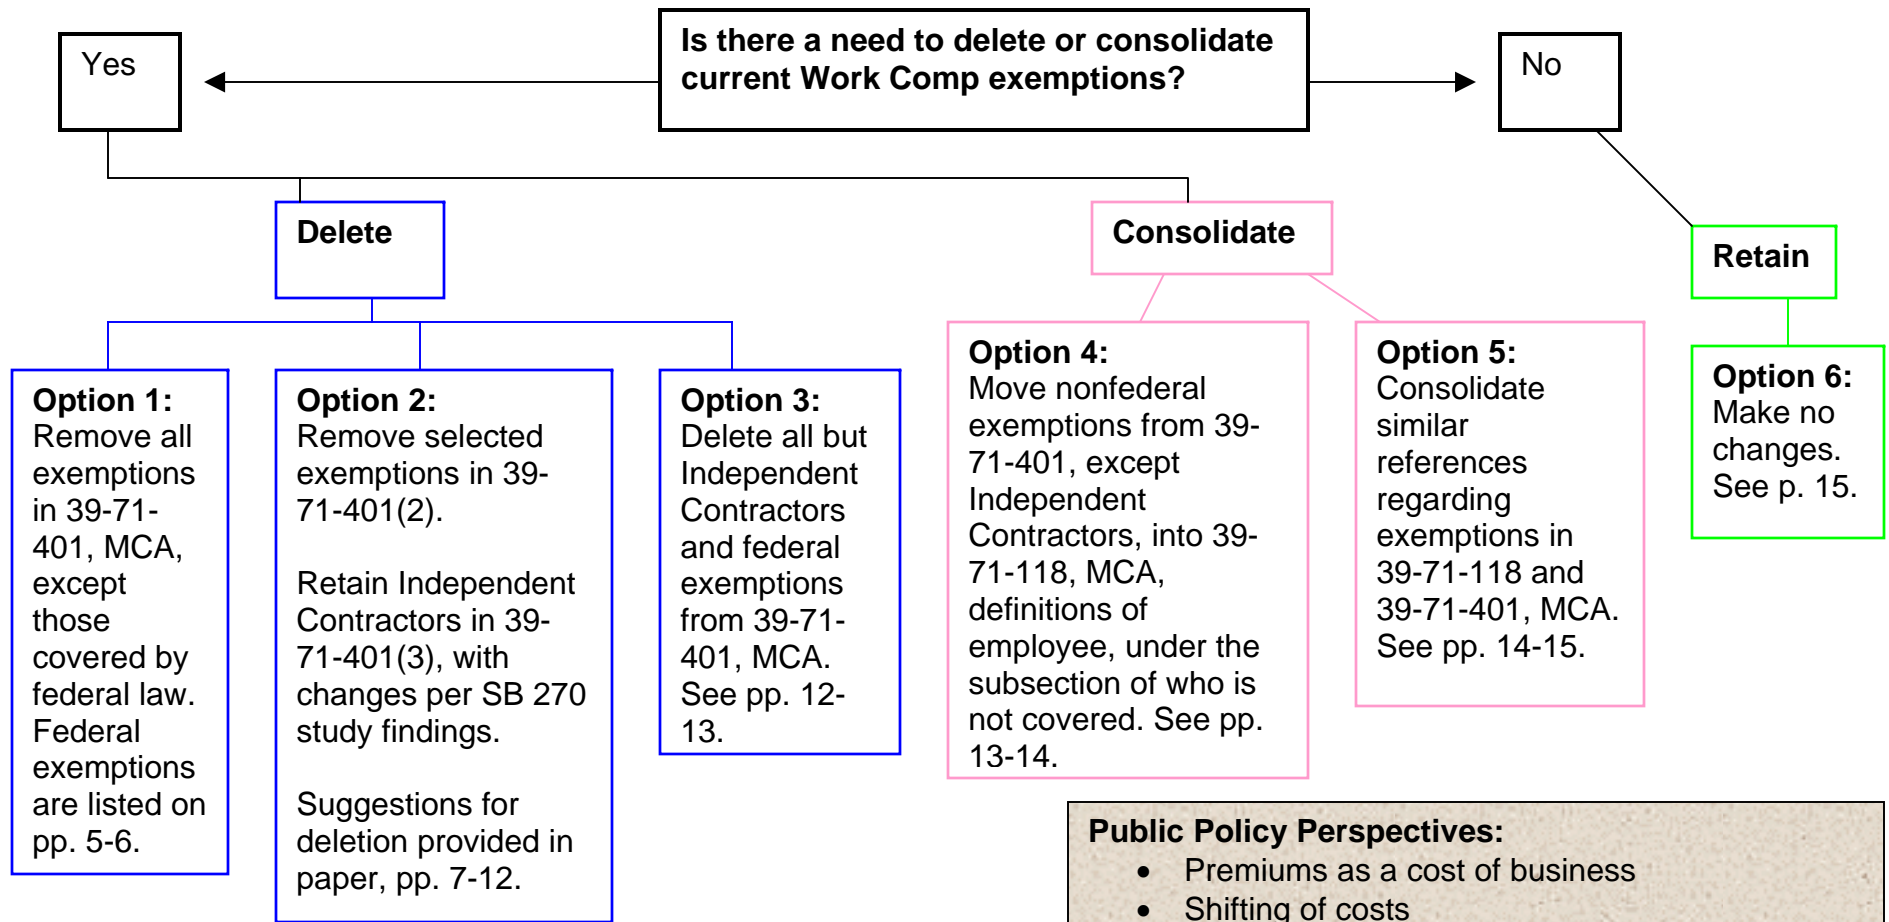 Is there a need to delete or consolidate
current Work Comp exemptions?
Yes
No
Delete
Consolidate
Retain
Option 1:
Remove all
exemptions
in 39-71-
401, MCA,
except
those
covered by
federal law.
Federal
exemptions
are listed on
pp. 5-6.
Option 2:
Remove selected
exemptions in 39-
71-401(2).
Retain Independent
Contractors in 39-
71-401(3), with
changes per SB 270
study findings.
Suggestions for
deletion provided in
paper, pp. 7-12.
Option 3:
Delete all but
Independent
Contractors
and federal
exemptions
from 39-71-
401, MCA.
See pp. 12-
13.
Option 4:
Move nonfederal
exemptions from 39-
71-401, except
Independent
Contractors, into 39-
71-118, MCA,
definitions of
employee, under the
subsection of who is
not covered. See pp.
13-14.
Option 5:
Consolidate
similar
references
regarding
exemptions in
39-71-118 and
39-71-401, MCA.
See pp. 14-15.
Option 6:
Make no
changes.
See p. 15.
Public Policy Perspectives:
• Premiums as a cost of business
• Shifting of costs